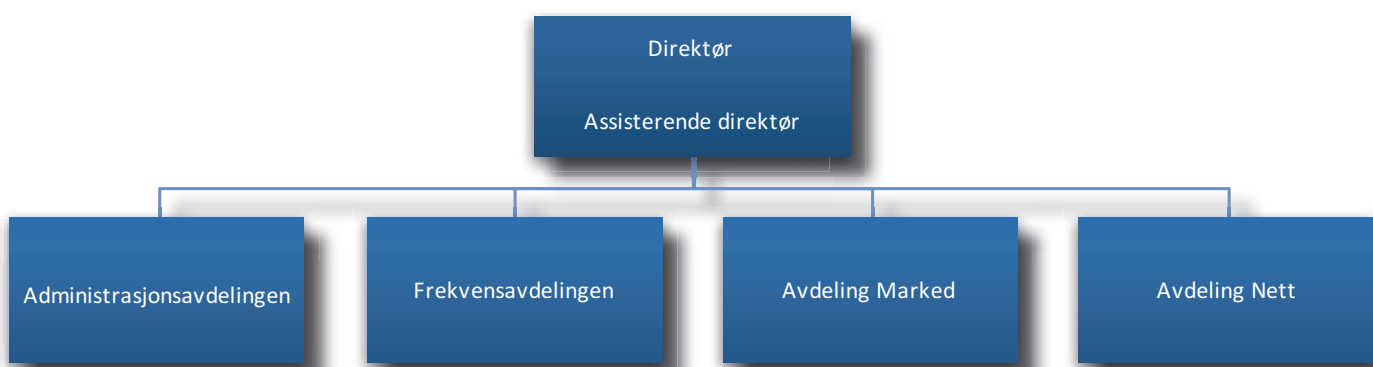 Direktør
Assisterende direktør
Administrasjonsavdelingen
Frekvensavdelingen
Avdeling Marked
Avdeling Nett